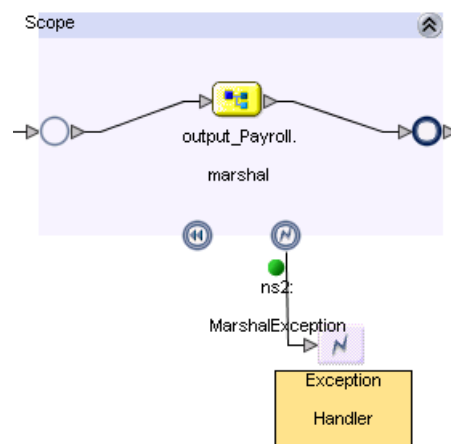 Scope
output_Payroll.
marshal
ns2:
MarshalException
Exception
Handler